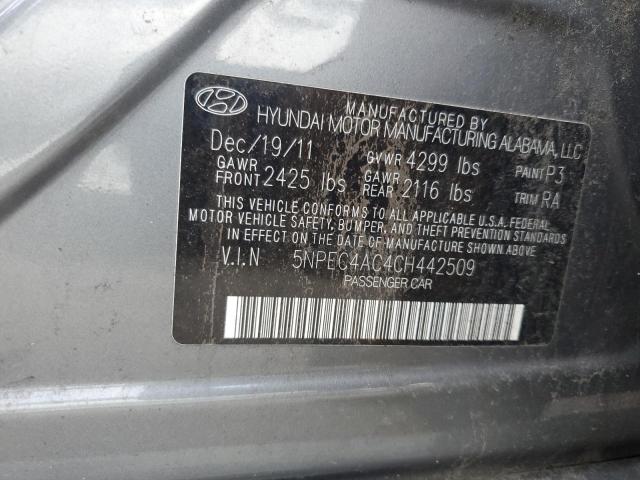 MANUFACTURED BY
HYUNDAI MOTOR MANUFACTURING ALABAMA, LLC
Dec/19/11 GVWR 4299 lbs PAINT P3
GAWR FRONT 2425 lbs GAWR REAR 2116 lbs TRIM RA
THIS VEHICLE CONFORMS TO ALL APPLICABLE U.S.A. FEDERAL
MOTOR VEHICLE SAFETY, BUMPER, AND THEFT PREVENTION STANDARDS
IN EFFECT ON THE DATE OF MANUFACTURE SHOWN ABOVE
V.I.N 5NPEC4AC4CH442509
PASSENGER CAR